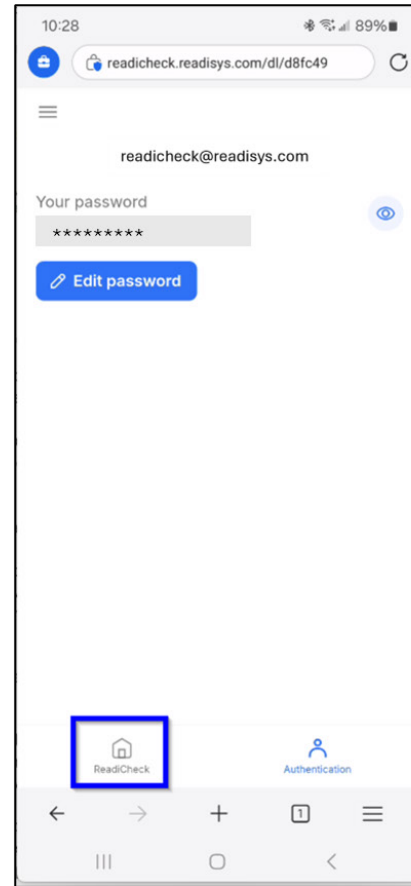 10:28 89%
readicheck.readisys.com/dl/d8fc49
readicheck@readisys.com
Your password
*********
Edit password
ReadiCheck Authentication
1